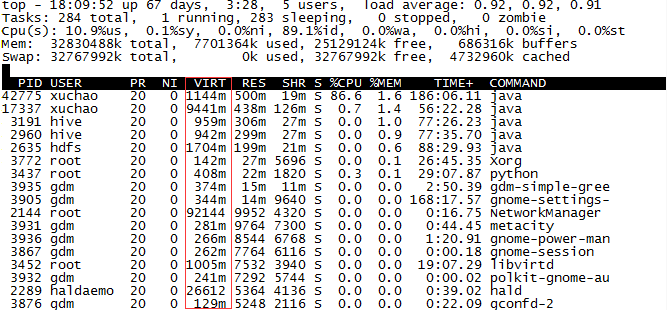 top - 18:09:52 up 67 days, 3:28, 5 users, load average: 0.92, 0.92, 0.91
Tasks: 284 total, 1 running, 283 sleeping, 0 stopped, 0 zombie
Cpu(s): 10.9%us, 0.1%sy, 0.0%ni, 89.1%id, 0.0%wa, 0.0%hi, 0.0%si, 0.0%st
Mem: 32830488k total, 7701364k used, 25129124k free, 686316k buffers
Swap: 32767992k total, 0k used, 32767992k free, 4732960k cached
PID USER PR NI VIRT RES SHR S %CPU %MEM TIME+ COMMAND
42775 xuchao 20 0 1144m 500m 19m S 86.6 1.6 186:06.11 java
17337 xuchao 20 0 9441m 438m 126m S 0.7 1.4 56:22.28 java
3191 hive 20 0 959m 306m 27m S 0.0 1.0 77:26.23 java
2960 hive 20 0 942m 299m 27m S 0.0 0.9 77:35.70 java
2635 hdfs 20 0 1704m 199m 21m S 0.0 0.6 88:29.93 java
3772 root 20 0 142m 27m 5696 S 0.0 0.1 26:45.35 Xorg
3437 root 20 0 408m 22m 1820 S 0.3 0.1 29:07.87 python
3935 gdm 20 0 374m 15m 11m S 0.0 0.0 2:50.39 gdm-simple-gree
3905 gdm 20 0 344m 14m 9640 S 0.0 0.0 168:17.57 gnome-settings-
2144 root 20 0 92144 9952 4320 S 0.0 0.0 0:16.75 NetworkManager
3931 gdm 20 0 281m 9764 7300 S 0.0 0.0 0:44.45 metacity
3936 gdm 20 0 266m 8544 6768 S 0.0 0.0 1:20.91 gnome-power-man
3867 gdm 20 0 262m 7764 6116 S 0.0 0.0 0:00.18 gnome-session
3452 root 20 0 1005m 7532 3940 S 0.0 0.0 19:07.29 libvirtd
3932 gdm 20 0 241m 7292 5744 S 0.0 0.0 0:00.02 polkit-gnome-au
2289 haldaemo 20 0 26612 5364 4136 S 0.0 0.0 0:39.02 hald
3876 gdm 20 0 129m 5248 2116 S 0.0 0.0 0:22.09 gconfd-2